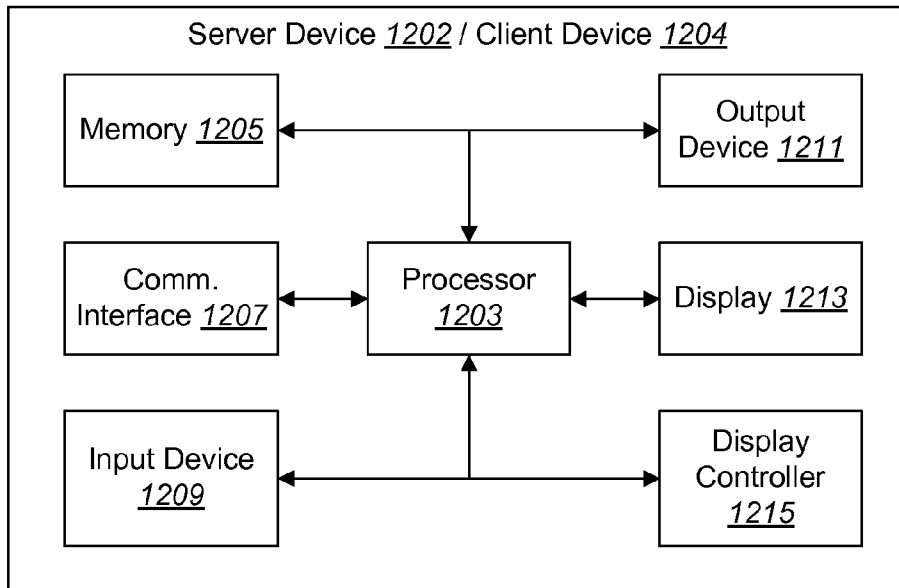 Server Device 1202 / Client Device 1204
Memory 1205
Output
Device 1211
Comm.
Interface 1207
Processor
1203
Display 1213
Input Device
1209
Display
Controller
1215